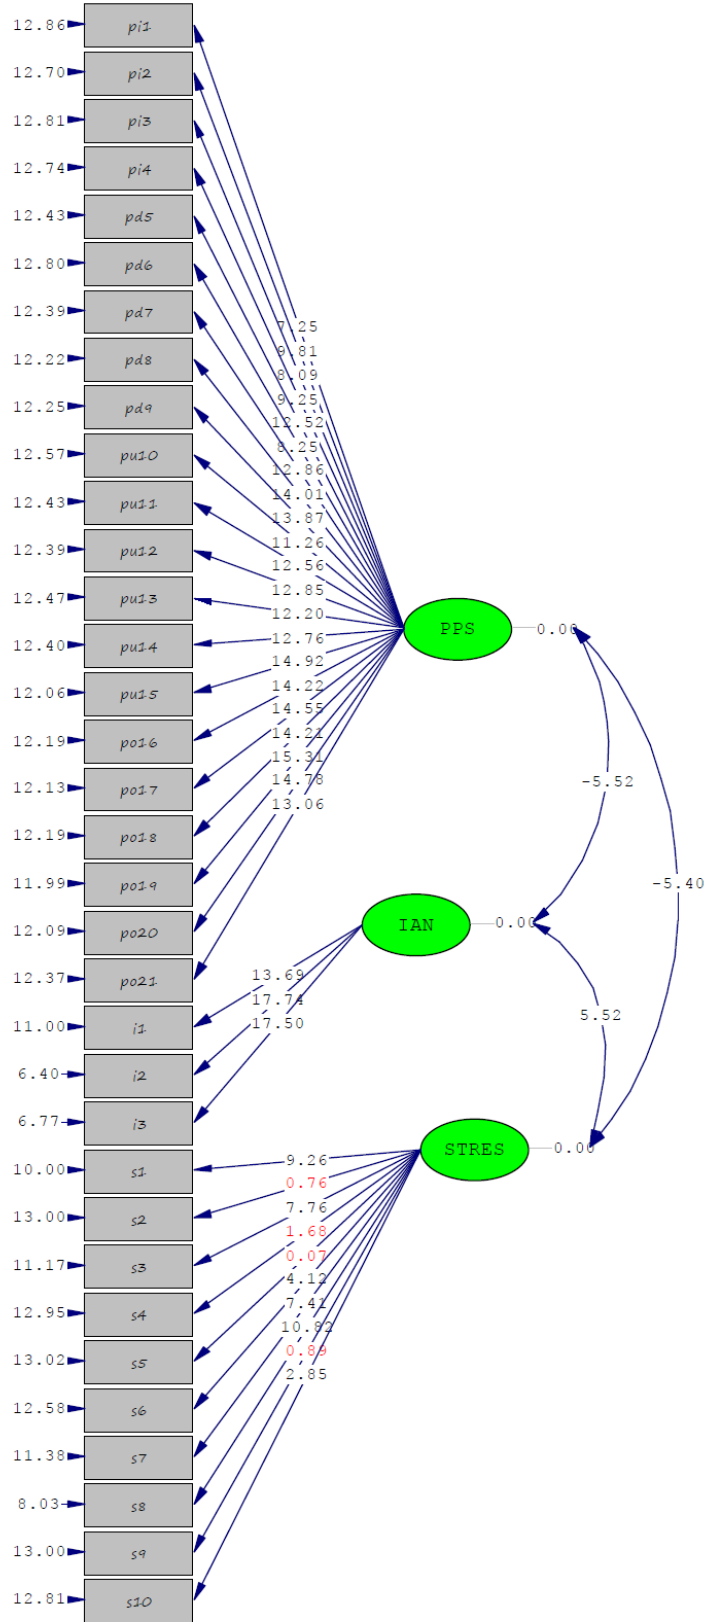 12.86 pi1
12.70 pi2
12.81 pi3
12.74 pi4
12.43 pd5
12.80 pd6
12.39 pd7
12.22 pd8
12.25 pd9
12.57 pu10
12.43 pu11
12.39 pu12
12.47 pu13
12.40 pu14
12.06 pu15
12.19 po16
12.13 po17
12.19 po18
11.99 po19
12.09 po20
12.37 po21
11.00 i1
6.40 i2
6.77 i3
10.00 s1
13.00 s2
11.17 s3
12.95 s4
13.02 s5
12.58 s6
11.38 s7
8.03 s8
13.00 s9
12.81 s10
7.25
9.81
8.09
9.25
12.52
8.25
12.86
14.01
13.87
11.26
12.56
12.85
12.20
12.76
14.92
14.22
14.55
14.21
15.31
14.78
13.06
13.69
17.74
17.50
9.26
0.76
7.76
1.68
0.07
4.12
7.41
10.82
0.89
2.85
PPS 0.00
IAN 0.00
STRES 0.00
-5.52
-5.40
5.52